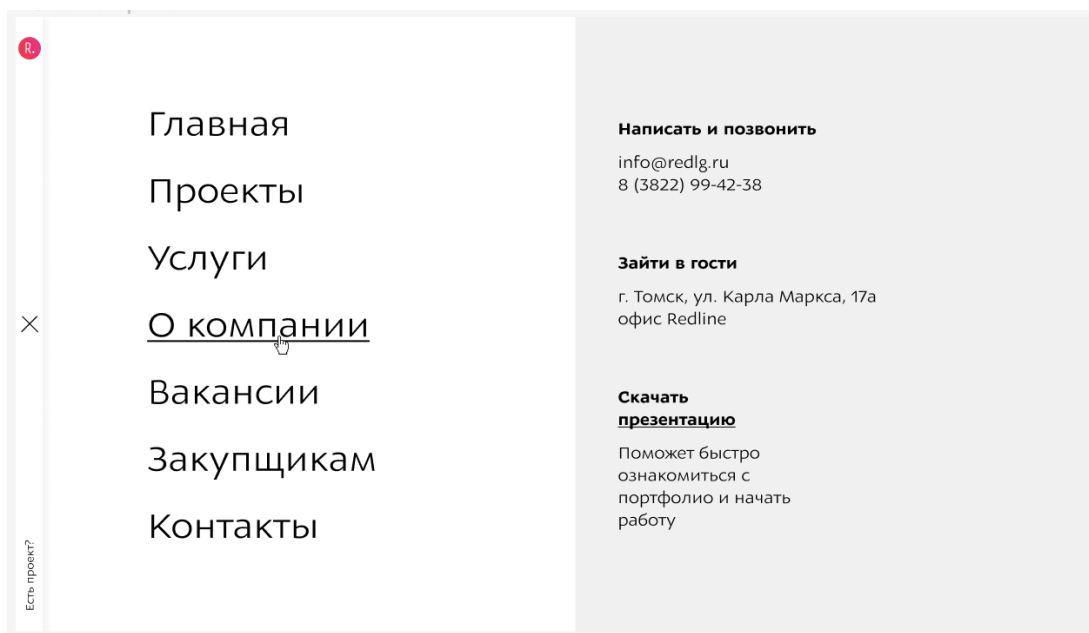 R.
Главная
Проекты
Услуги
О компании
Вакансии
Закупщикам
Контакты
Есть проект?
Написать и позвонить
info@redlg.ru
8 (3822) 99-42-38
Зайти в гости
г. Томск, ул. Карла Маркса, 17а
офис Redline
Скачать
презентацию
Поможет быстро
ознакомиться с
портфолио и начать
работу